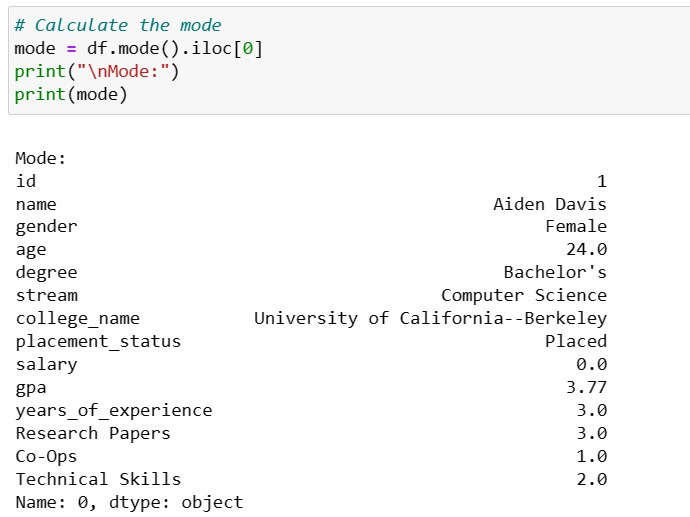 # Calculate the mode
mode = df.mode().iloc[0]
print("\nMode:")
print(mode)
Mode:
id 1
name Aiden Davis
gender Female
age 24.0
degree Bachelor's
stream Computer Science
college_name University of California--Berkeley
placement_status Placed
salary 0.0
gpa 3.77
years_of_experience 3.0
Research Papers 3.0
Co-Ops 1.0
Technical Skills 2.0
Name: 0, dtype: object